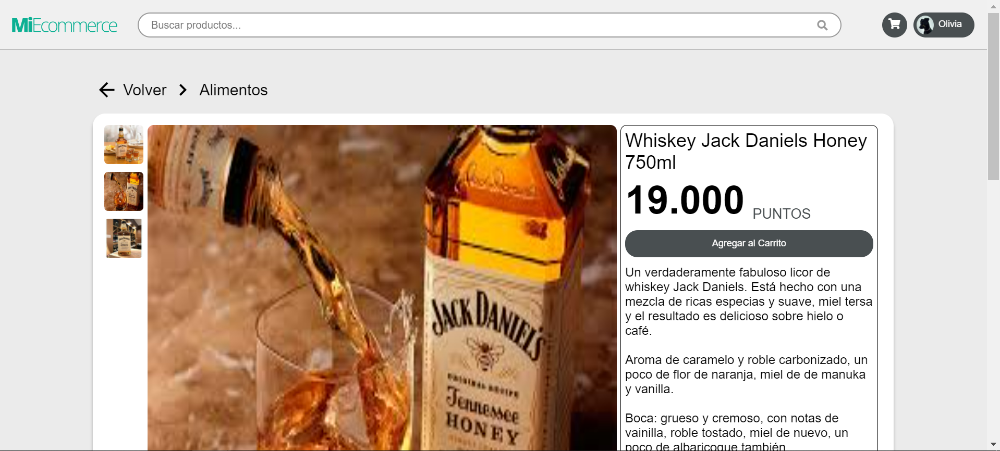 MiEcommerce
Buscar productos...
Olivia
Volver
Alimentos
Whiskey Jack Daniels Honey
750ml
19.000 PUNTOS
Agregar al Carrito
Un verdaderamente fabuloso licor de
whiskey Jack Daniels. Está hecho con una
mezcla de ricas especias y suave, miel tersa
y el resultado es delicioso sobre hielo o
café.
Aroma de caramelo y roble carbonizado, un
poco de flor de naranja, miel de de manuka
y vanilla.
Boca: grueso y cremoso, con notas de
vainilla, roble tostado, miel de nuevo, un
poco de albaricoque también
JACK DANIEL'S
ORIGINAL RECIPE
Tennessee
HONEY